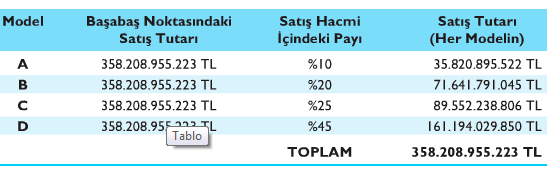 Model Başabaş Noktasındaki Satış Tutarı Satış Hacmi İçindeki Payı Satış Tutarı (Her Modelin)
A 358.208.955.223 TL %10 35.820.895.522 TL
B 358.208.955.223 TL %20 71.641.791.045 TL
C 358.208.955.223 TL %25 89.552.238.806 TL
D 358.208.955.223 TL %45 161.194.029.850 TL
Tablo
TOPLAM 358.208.955.223 TL